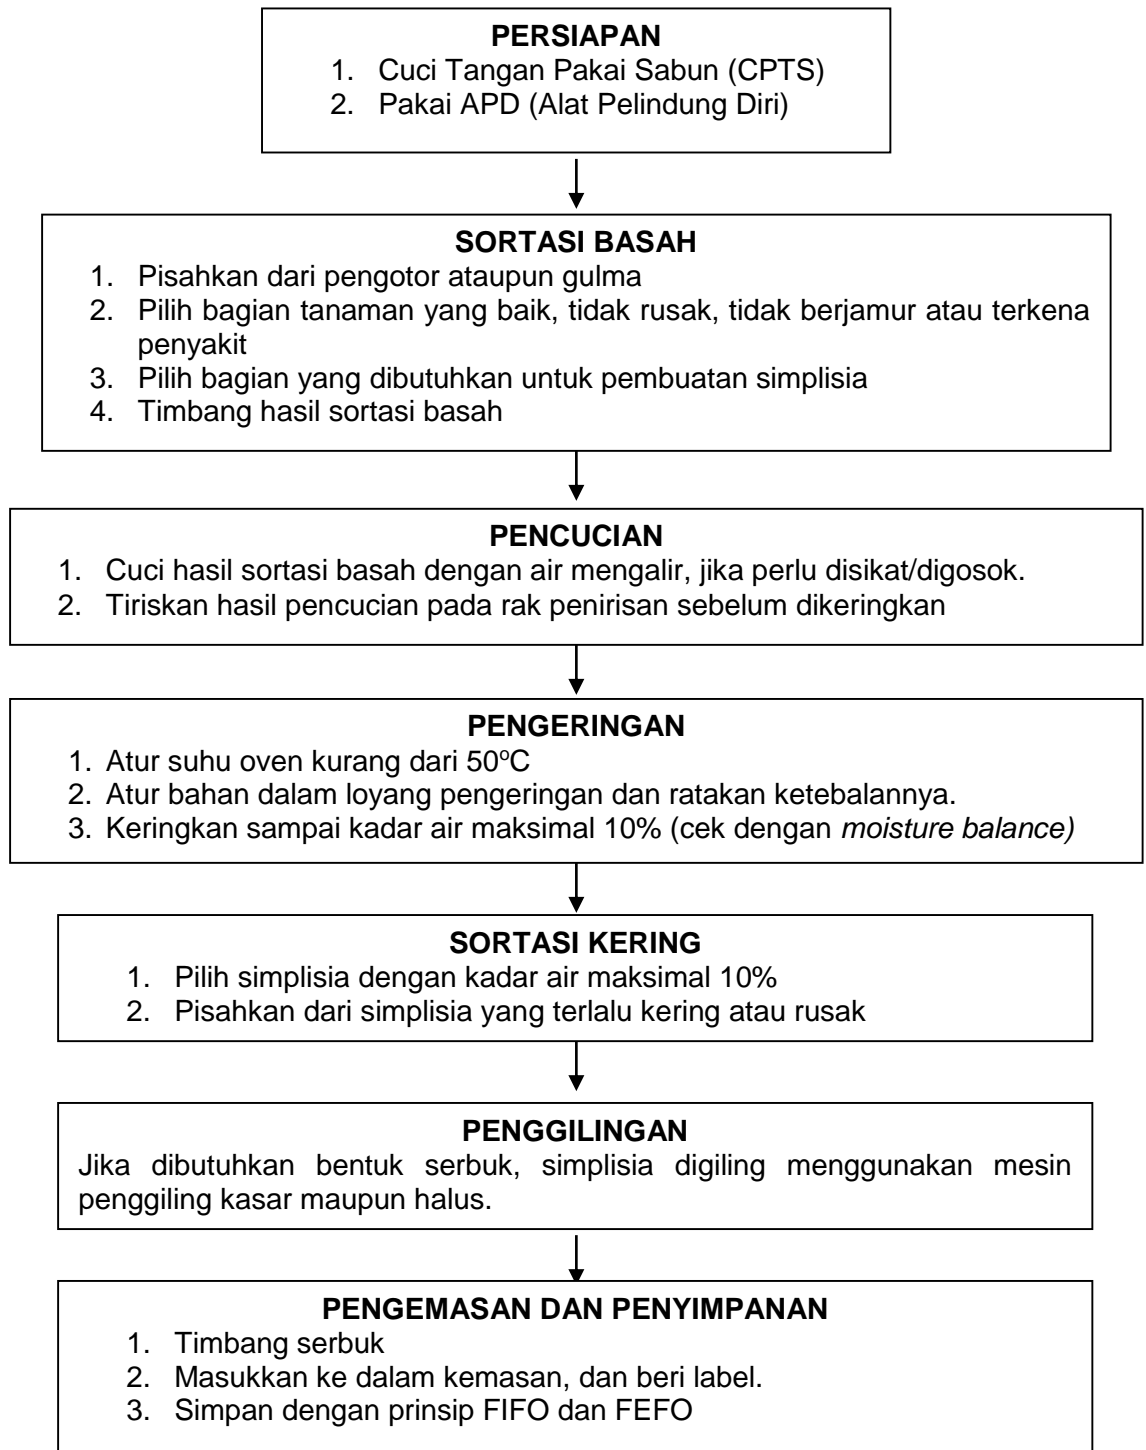 PERSIAPAN
1. Cuci Tangan Pakai Sabun (CPTS)
2. Pakai APD (Alat Pelindung Diri)
SORTASI BASAH
1. Pisahkan dari pengotor ataupun gulma
2. Pilih bagian tanaman yang baik, tidak rusak, tidak berjamur atau terkena
penyakit
3. Pilih bagian yang dibutuhkan untuk pembuatan simplisia
4. Timbang hasil sortasi basah
PENCUCIAN
1. Cuci hasil sortasi basah dengan air mengalir, jika perlu disikat/digosok.
2. Tiriskan hasil pencucian pada rak penirisan sebelum dikeringkan
PENGERINGAN
1. Atur suhu oven kurang dari 50ºC
2. Atur bahan dalam loyang pengeringan dan ratakan ketebalannya.
3. Keringkan sampai kadar air maksimal 10% (cek dengan moisture balance)
SORTASI KERING
1. Pilih simplisia dengan kadar air maksimal 10%
2. Pisahkan dari simplisia yang terlalu kering atau rusak
PENGGILINGAN
Jika dibutuhkan bentuk serbuk, simplisia digiling menggunakan mesin
penggiling kasar maupun halus.
PENGEMASAN DAN PENYIMPANAN
1. Timbang serbuk
2. Masukkan ke dalam kemasan, dan beri label.
3. Simpan dengan prinsip FIFO dan FEFO